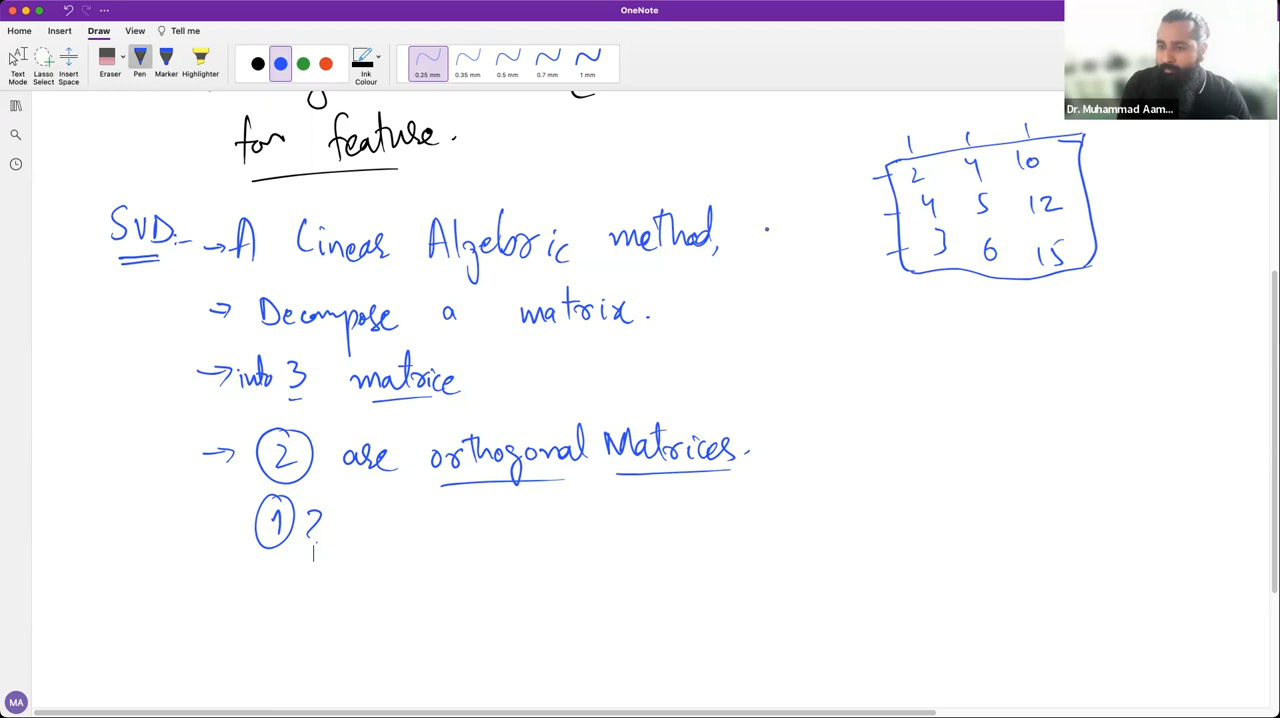 OneNote
Home Insert Draw View Tell me
Text Mode Lasso Select Insert Space Eraser Pen Marker Highlighter Ink Colour 0.25 mm 0.35 mm 0.5 mm 0.7 mm 1 mm
Dr. Muhammad Aam...
for feature.
1 1 1
2 4 10
4 5 12
3 6 15
SVD:- → A Linear Algebric method,
→ Decompose a matrix.
→ into 3 matrice
→ 2 are orthogonal Matrices.
1 ?
MA